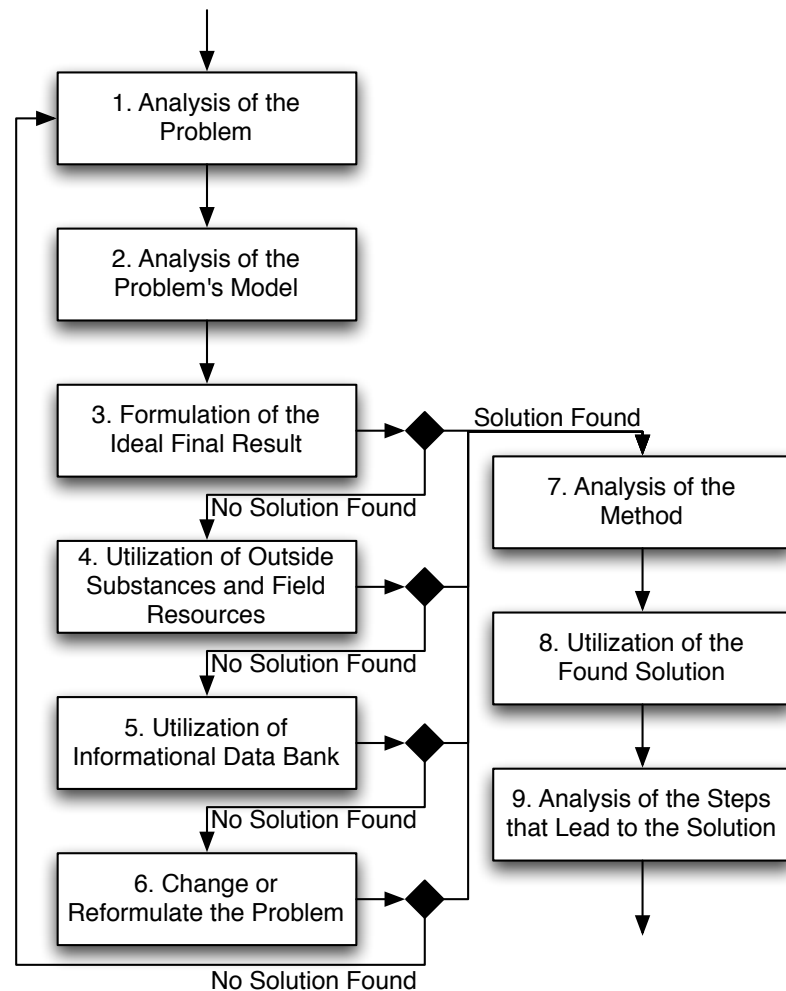 1. Analysis of the
Problem
2. Analysis of the
Problem's Model
3. Formulation of the
Ideal Final Result
Solution Found
No Solution Found
4. Utilization of Outside
Substances and Field
Resources
No Solution Found
5. Utilization of
Informational Data Bank
No Solution Found
6. Change or
Reformulate the Problem
No Solution Found
7. Analysis of the
Method
8. Utilization of the
Found Solution
9. Analysis of the Steps
that Lead to the Solution